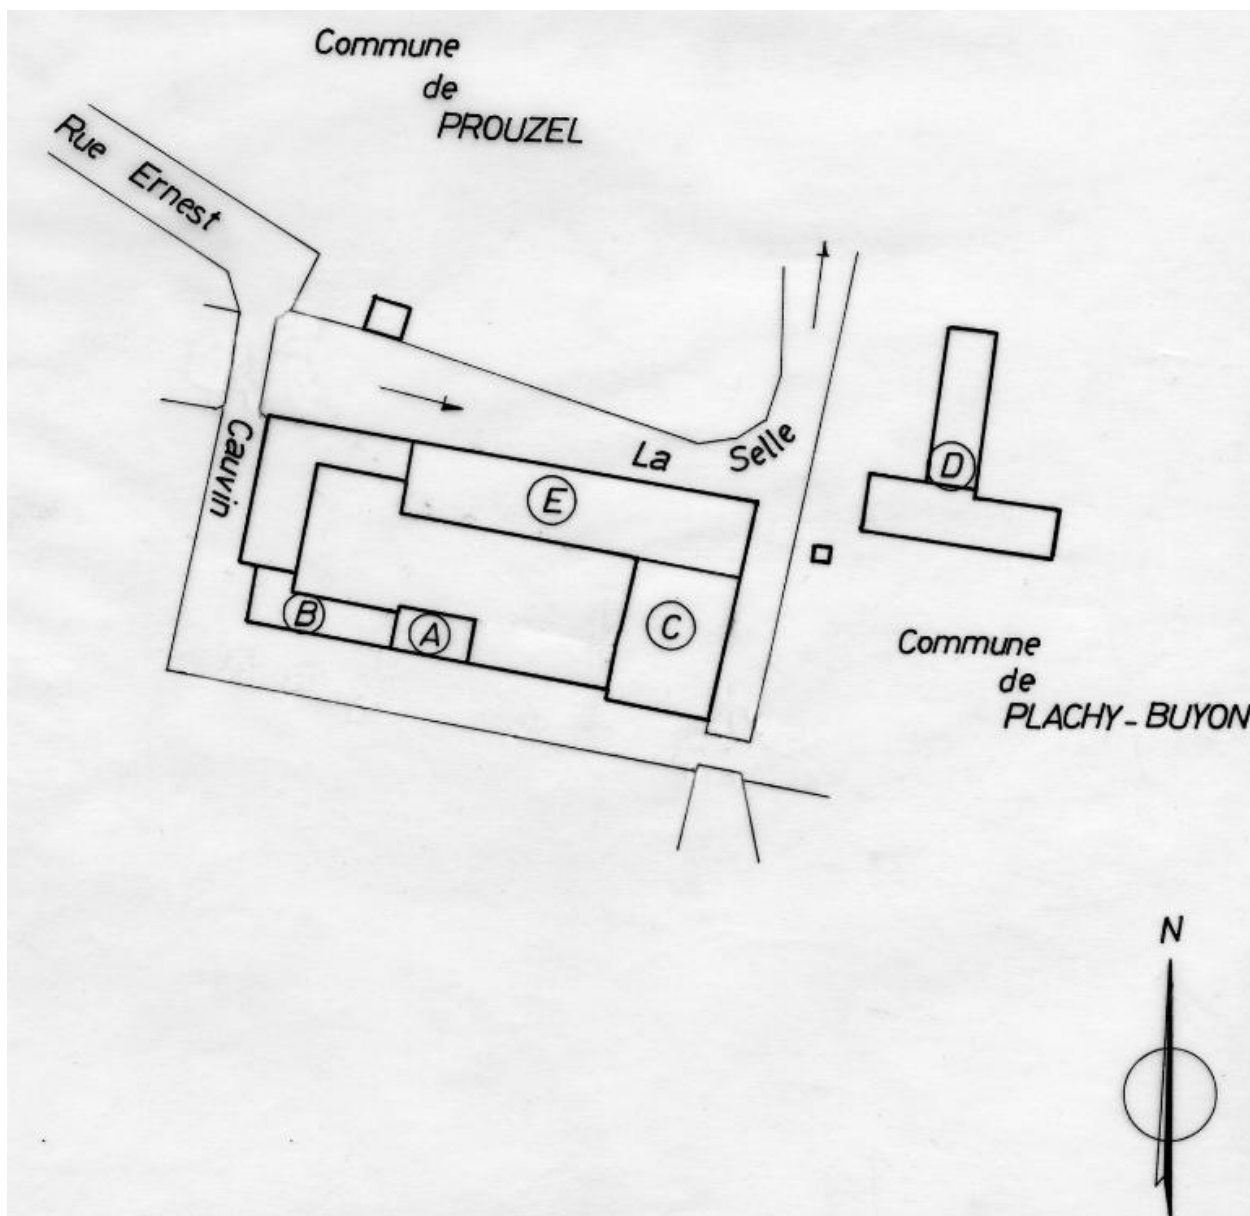 Commune
de
PROUZEL
Rue Ernest
Cauvin
La Selle
E
D
B
A
C
Commune
de
PLACHY-BUYON
N